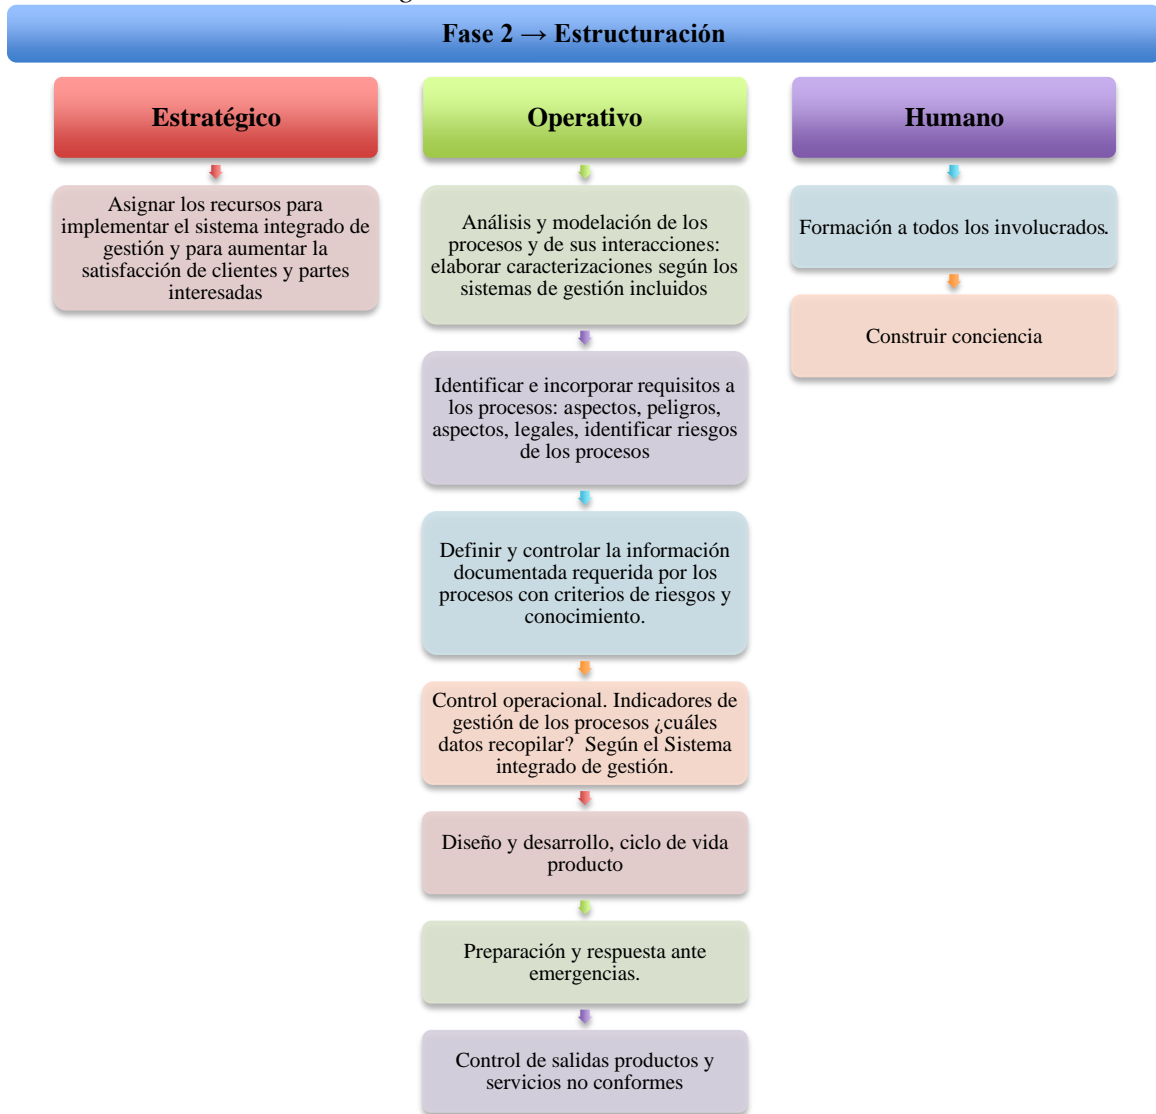 Fase 2 → Estructuración
Estratégico
Asignar los recursos para
implementar el sistema integrado de
gestión y para aumentar la
satisfacción de clientes y partes
interesadas
Operativo
Análisis y modelación de los
procesos y de sus interacciones:
elaborar caracterizaciones según los
sistemas de gestión incluidos
Identificar e incorporar requisitos a
los procesos: aspectos, peligros,
aspectos, legales, identificar riesgos
de los procesos
Definir y controlar la información
documentada requerida por los
procesos con criterios de riesgos y
conocimiento.
Control operacional. Indicadores de
gestión de los procesos ¿cuáles
datos recopilar? Según el Sistema
integrado de gestión.
Diseño y desarrollo, ciclo de vida
producto
Preparación y respuesta ante
emergencias.
Control de salidas productos y
servicios no conformes
Humano
Formación a todos los involucrados.
Construir conciencia